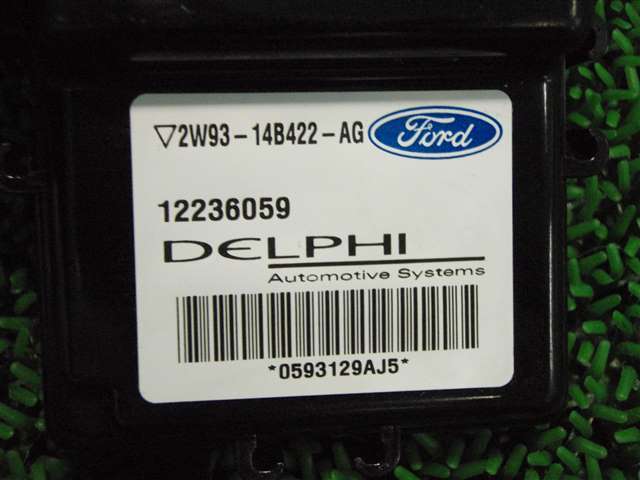 ▽2W93-14B422-AG Ford
12236059
DELPHI
Automotive Systems
*0593129AJ5*